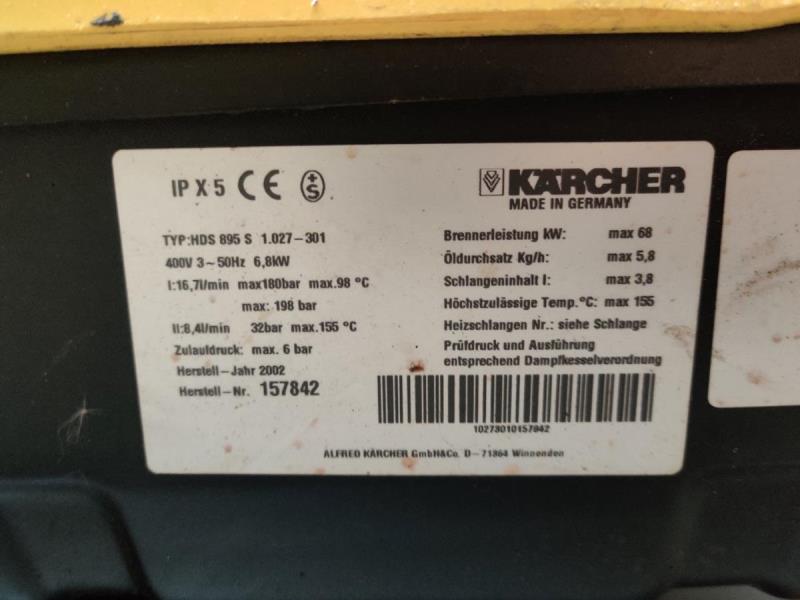 IP X 5 CE +S
KÄRCHER
MADE IN GERMANY
TYP:HDS 895 S 1.027-301
400V 3~50Hz 6,8kW
I:16,7l/min max180bar max.98 °C
max: 198 bar
II:8,4l/min 32bar max.155 °C
Zulaufdruck: max. 6 bar
Herstell-Jahr 2002
Herstell-Nr. 157842
Brennerleistung kW: max 68
Öldurchsatz Kg/h: max 5,8
Schlangeninhalt l: max 3,8
Höchstzulässige Temp.°C: max 155
Heizschlangen Nr.: siehe Schlange
Prüfdruck und Ausführung
entsprechend Dampfkesselverordnung
10273010157842
ALFRED KÄRCHER GmbH&Co. D-71364 Winnenden